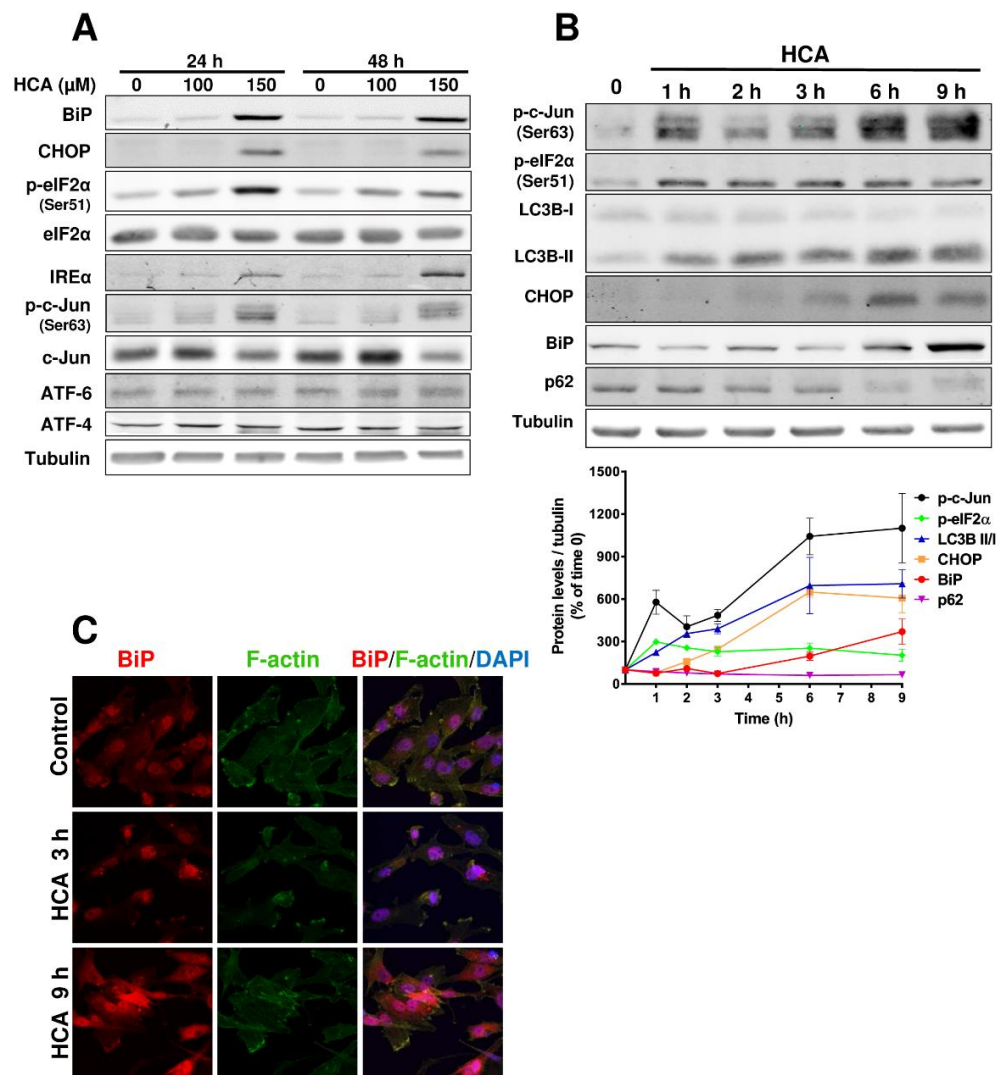 A
24 h 48 h
HCA (µM) 0 100 150 0 100 150
BiP
CHOP
p-eIF2α
(Ser51)
eIF2α
IREα
p-c-Jun
(Ser63)
c-Jun
ATF-6
ATF-4
Tubulin
B
HCA
0 1 h 2 h 3 h 6 h 9 h
p-c-Jun
(Ser63)
p-eIF2α
(Ser51)
LC3B-I
LC3B-II
CHOP
BiP
p62
Tubulin
Protein levels / tubulin
(% of time 0)
1500
1200
900
600
300
0
1 2 3 4 5 6 7 8 9
Time (h)
p-c-Jun
p-eIF2α
LC3B II/I
CHOP
BiP
p62
C
BiP F-actin BiP/F-actin/DAPI
Control
HCA 3 h
HCA 9 h